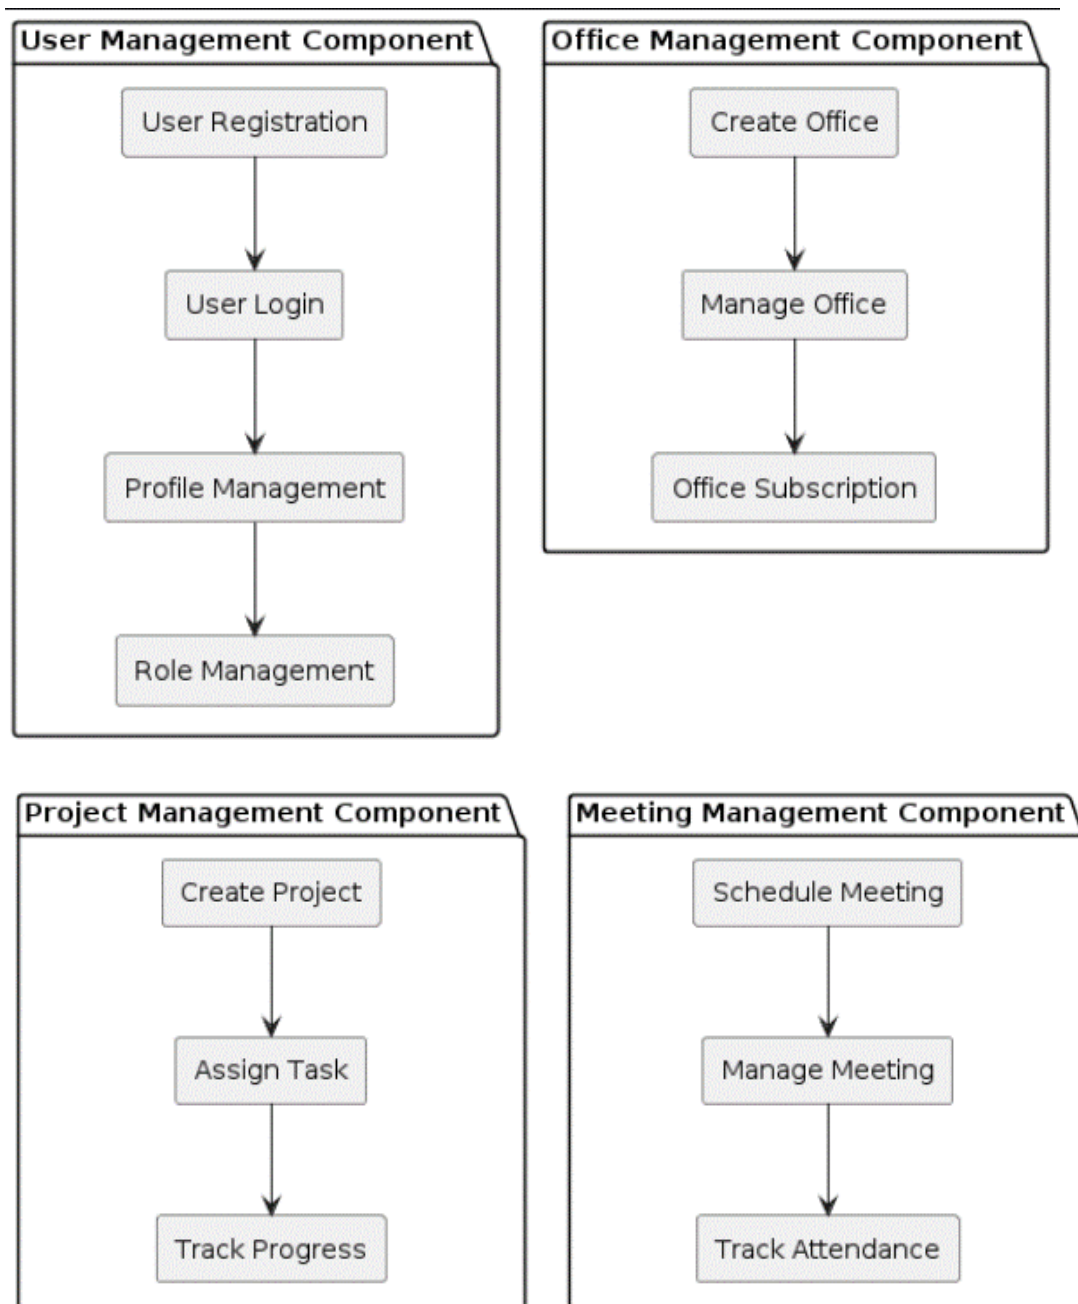 User Management Component
User Registration
User Login
Profile Management
Role Management
Office Management Component
Create Office
Manage Office
Office Subscription
Project Management Component
Create Project
Assign Task
Track Progress
Meeting Management Component
Schedule Meeting
Manage Meeting
Track Attendance